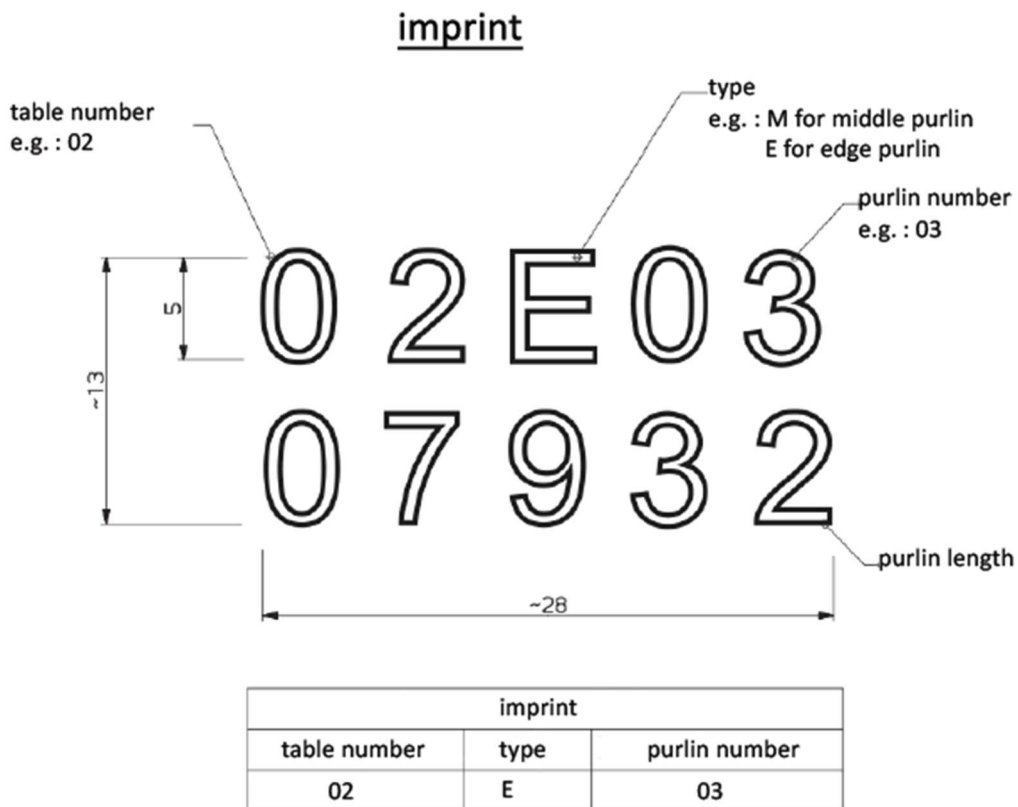 imprint
table number
e.g. : 02
type
e.g. : M for middle purlin
E for edge purlin
purlin number
e.g. : 03
02E03
5
~13
07932
purlin length
~28
imprint
table number type purlin number
02 E 03